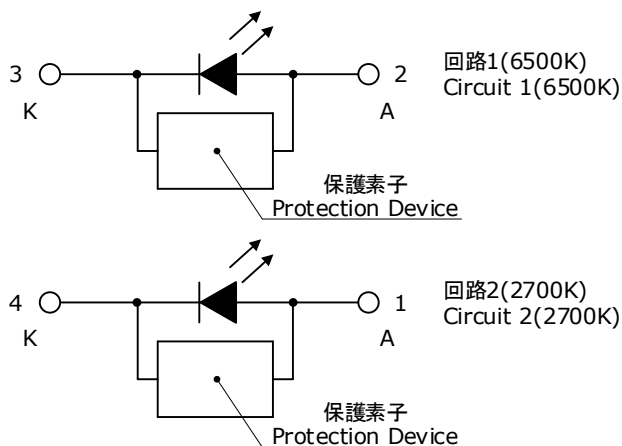 3
2
K
A
回路1(6500K)
Circuit 1(6500K)
保護素子
Protection Device
4
1
K
A
回路2(2700K)
Circuit 2(2700K)
保護素子
Protection Device